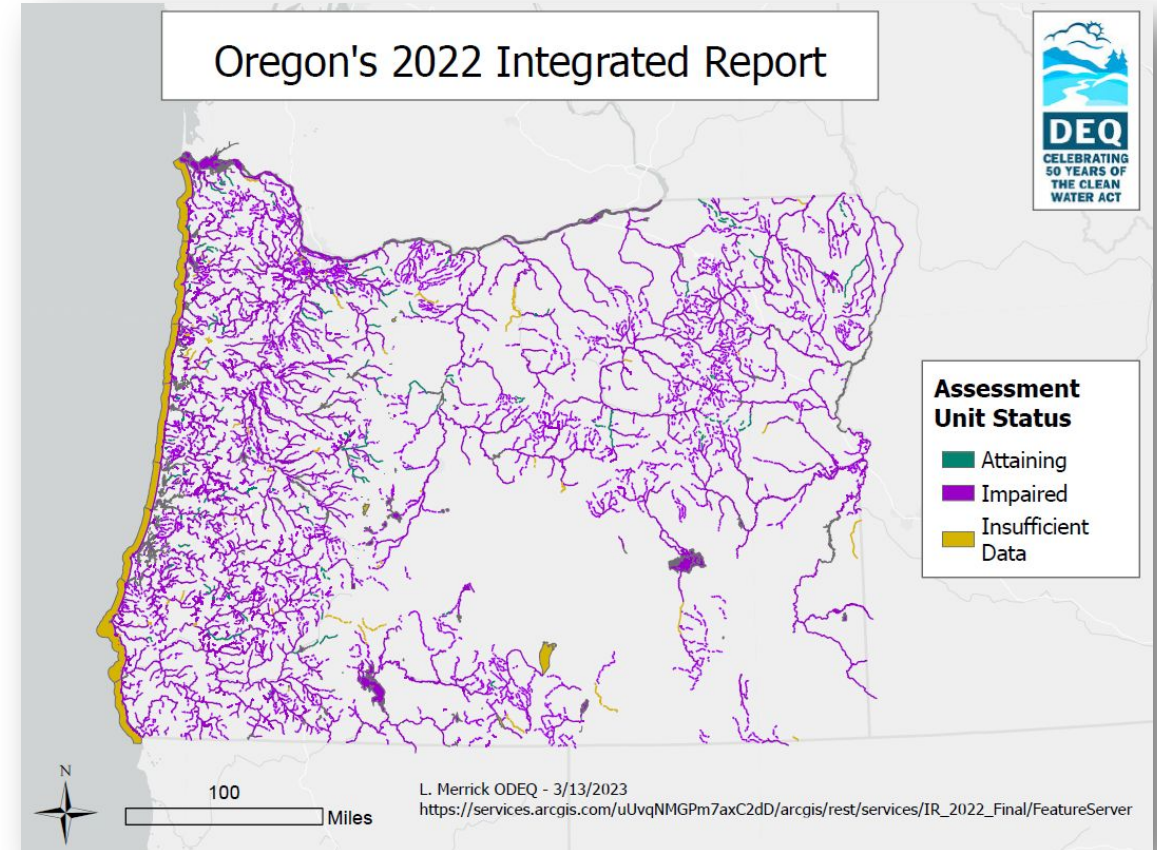 Oregon's 2022 Integrated Report
DEQ
CELEBRATING
50 YEARS OF
THE CLEAN
WATER ACT
Assessment
Unit Status
Attaining
Impaired
Insufficient
Data
N
100
Miles
L. Merrick ODEQ - 3/13/2023
https://services.arcgis.com/uUvqNMGPm7axC2dD/arcgis/rest/services/IR_2022_Final/FeatureServer